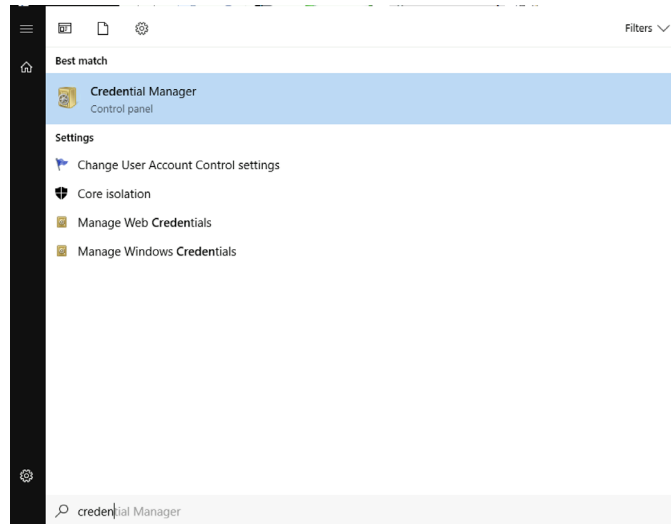 Filters
Best match
Credential Manager
Control panel
Settings
Change User Account Control settings
Core isolation
Manage Web Credentials
Manage Windows Credentials
credential Manager